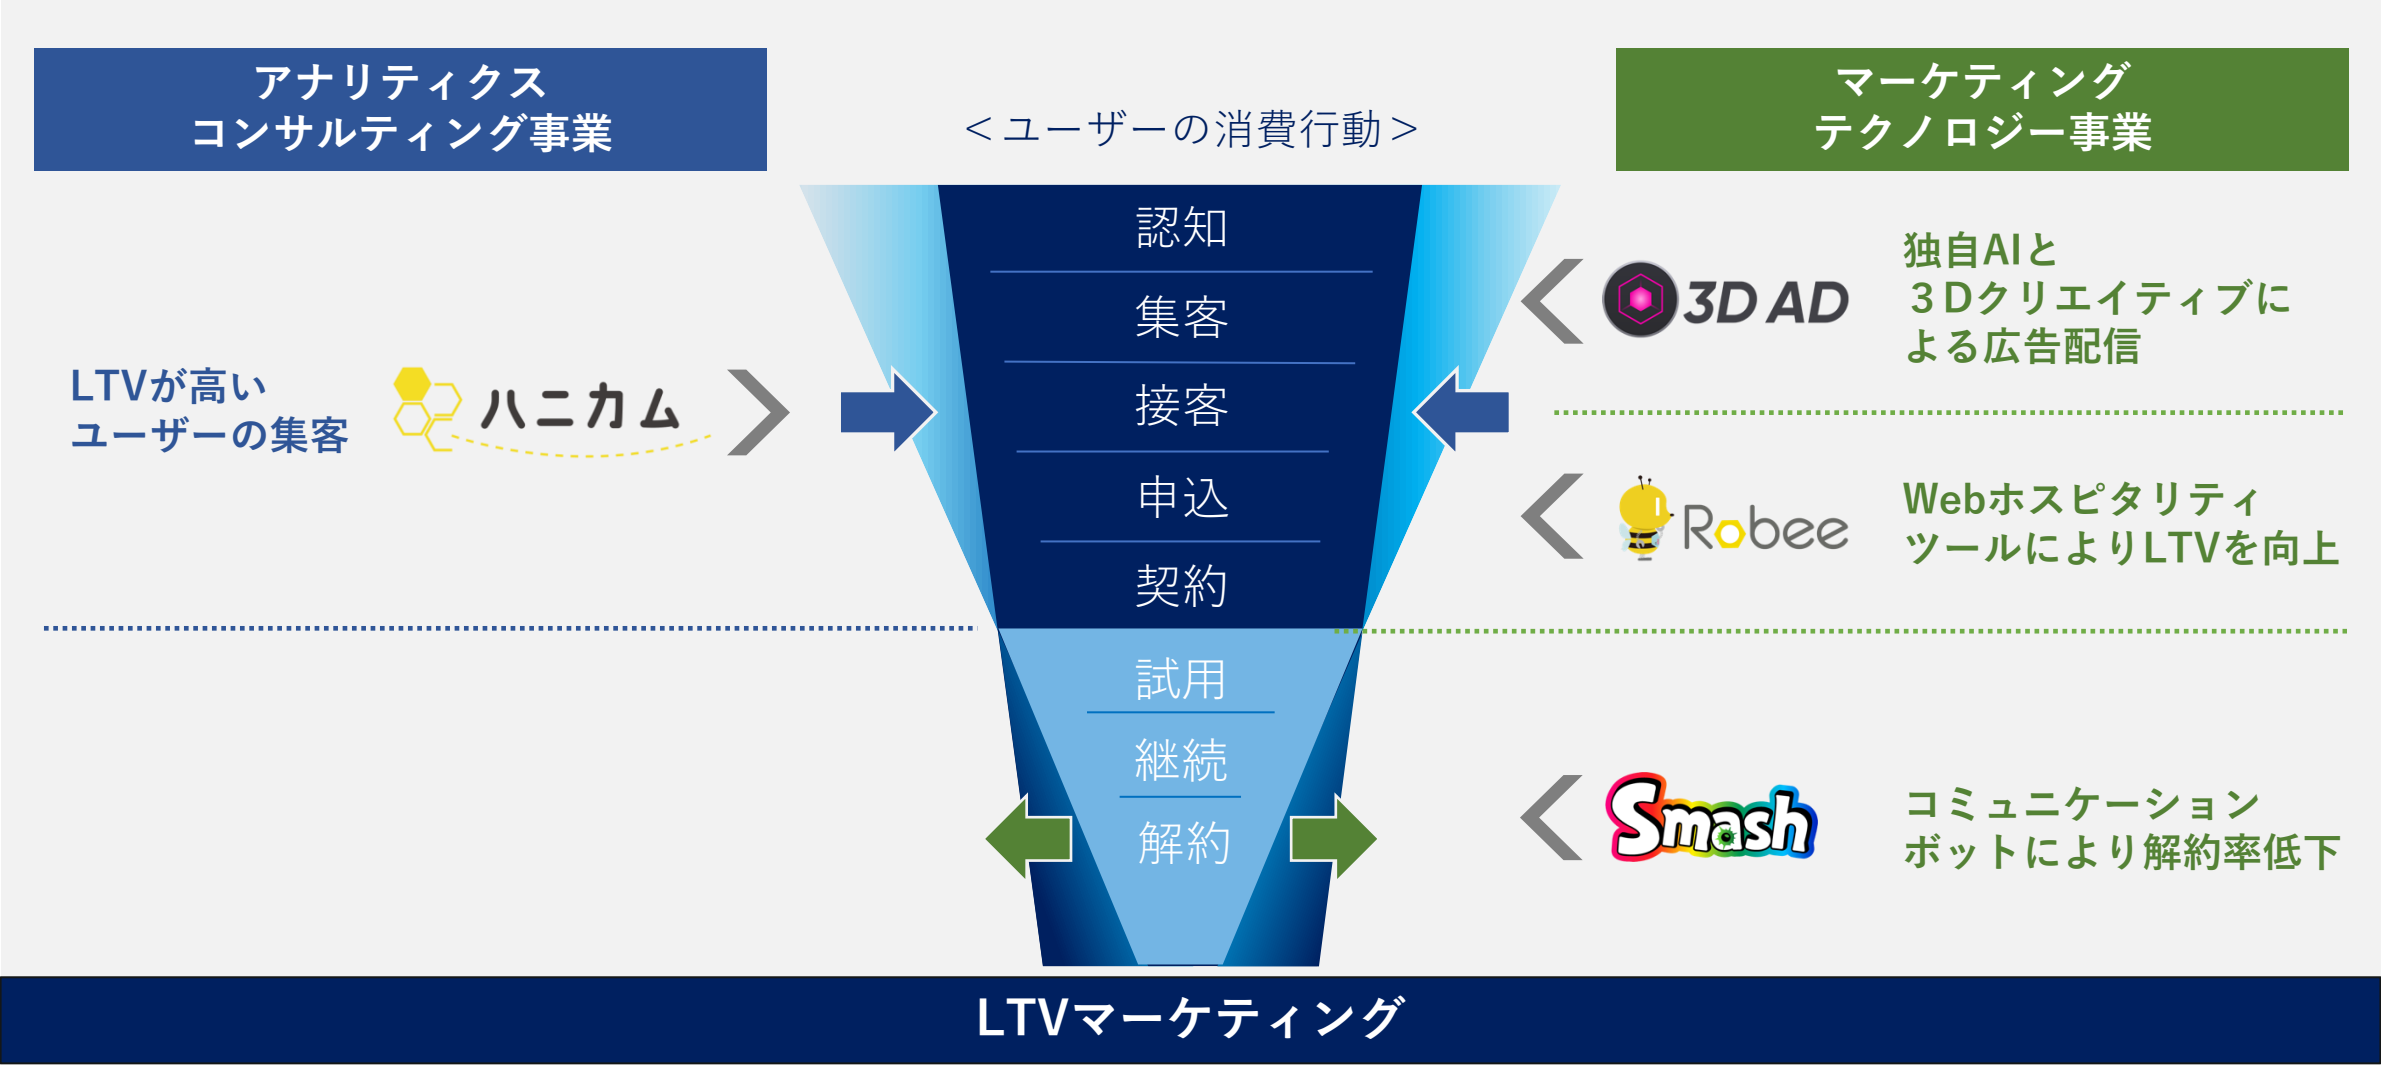 アナリティクス
コンサルティング事業
＜ユーザーの消費行動＞
マーケティング
テクノロジー事業
LTVが高い
ユーザーの集客
ハニカム
認知
集客
接客
申込
契約
試用
継続
解約
3D AD
独自AIと
３Dクリエイティブに
よる広告配信
Robee
Webホスピタリティ
ツールによりLTVを向上
Smash
コミュニケーション
ボットにより解約率低下
LTVマーケティング